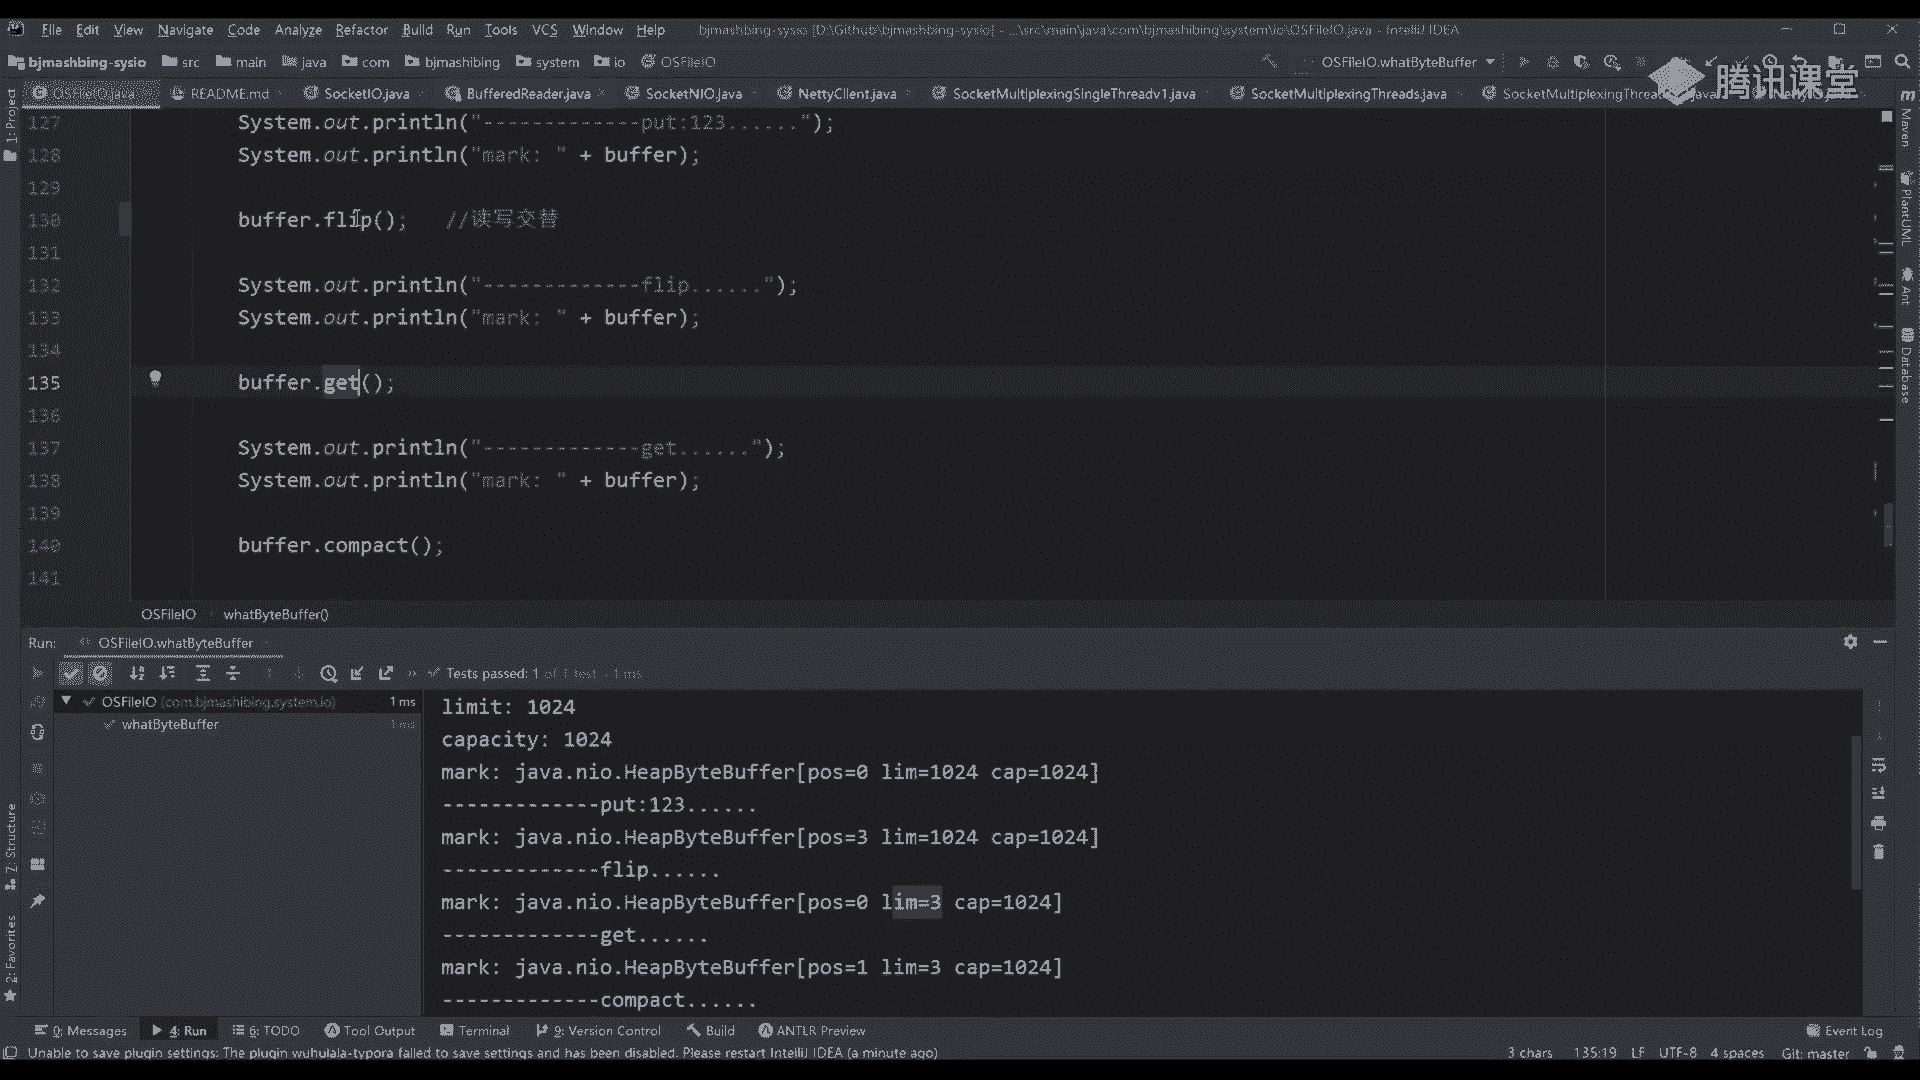 File Edit View Navigate Code Analyze Refactor Build Run Tools VCS Window Help bjmashbing-sysio [D:\Github\bjmashbing-sysio] - ...\src\main\java\com\bjmashibing\system\io\OSFileIO.java - IntelliJ IDEA
bjmashbing-sysio src main java com bjmashibing system io OSFileIO OSFileIO.whatByteBuffer
腾讯课堂
OSFileIO.java README.md SocketIO.java BufferedReader.java SocketNIO.java NettyClient.java SocketMultiplexingSingleThreadv1.java SocketMultiplexingThreads.java
1: Project
Maven
PlantUML
Ant
Database
127 System.out.println("-------------put:123......");
128 System.out.println("mark: " + buffer);
129
130 buffer.flip(); //读写交替
131
132 System.out.println("-------------flip......");
133 System.out.println("mark: " + buffer);
134
135 buffer.get();
136
137 System.out.println("-------------get......");
138 System.out.println("mark: " + buffer);
139
140 buffer.compact();
141
OSFileIO whatByteBuffer()
Run: OSFileIO.whatByteBuffer
Tests passed: 1 of 1 test - 1 ms
OSFileIO (com.bjmashibing.system.io) 1 ms
whatByteBuffer 1 ms
limit: 1024
capacity: 1024
mark: java.nio.HeapByteBuffer[pos=0 lim=1024 cap=1024]
-------------put:123......
mark: java.nio.HeapByteBuffer[pos=3 lim=1024 cap=1024]
-------------flip......
mark: java.nio.HeapByteBuffer[pos=0 lim=3 cap=1024]
-------------get......
mark: java.nio.HeapByteBuffer[pos=1 lim=3 cap=1024]
-------------compact......
7: Structure
2: Favorites
0: Messages 4: Run 6: TODO Tool Output Terminal 9: Version Control Build ANTLR Preview Event Log
Unable to save plugin settings: The plugin wuhulala-typora failed to save settings and has been disabled. Please restart IntelliJ IDEA (a minute ago) 3 chars 135:19 LF UTF-8 4 spaces Git: master